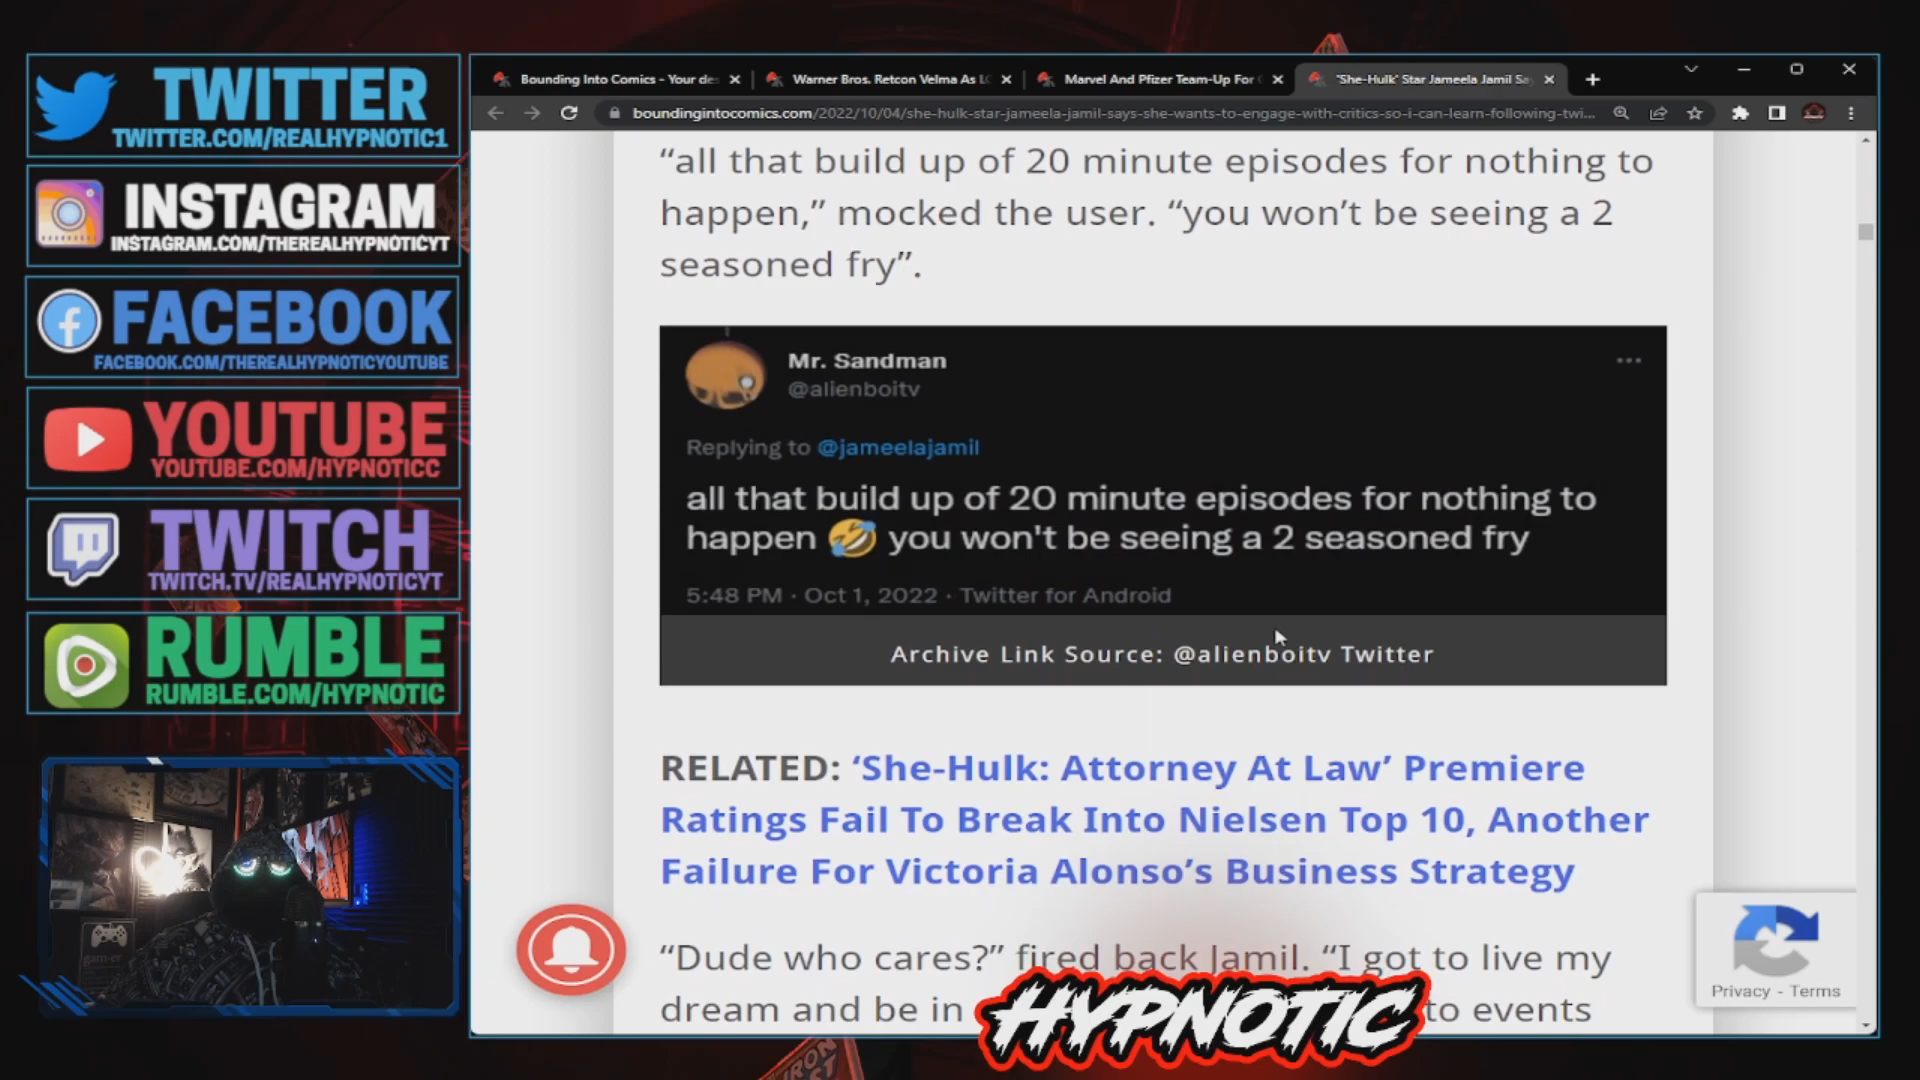 TWITTER
TWITTER.COM/REALHYPNOTIC1
INSTAGRAM
INSTAGRAM.COM/THEREALHYPNOTICYT
FACEBOOK
FACEBOOK.COM/THEREALHYPNOTICYOUTUBE
YOUTUBE
YOUTUBE.COM/HYPNOTICC
TWITCH
TWITCH.TV/REALHYPNOTICYT
RUMBLE
RUMBLE.COM/HYPNOTIC
Bounding Into Comics - Your de
Warner Bros. Retcon Velma As
Marvel And Pfizer Team-Up For
'She-Hulk' Star Jameela Jamil Sa
boundingintocomics.com/2022/10/04/she-hulk-star-jameela-jamil-says-she-wants-to-engage-with-critics-so-i-can-learn-following-twi...
“all that build up of 20 minute episodes for nothing to
happen,” mocked the user. “you won’t be seeing a 2
seasoned fry”.
Mr. Sandman
@alienboitv
Replying to @jameelajamil
all that build up of 20 minute episodes for nothing to
happen 🤣 you won't be seeing a 2 seasoned fry
5:48 PM · Oct 1, 2022 · Twitter for Android
Archive Link Source: @alienboitv Twitter
RELATED: ‘She-Hulk: Attorney At Law’ Premiere
Ratings Fail To Break Into Nielsen Top 10, Another
Failure For Victoria Alonso’s Business Strategy
“Dude who cares?” fired back Jamil. “I got to live my
dream and be in to events
HYPNOTIC
Privacy - Terms